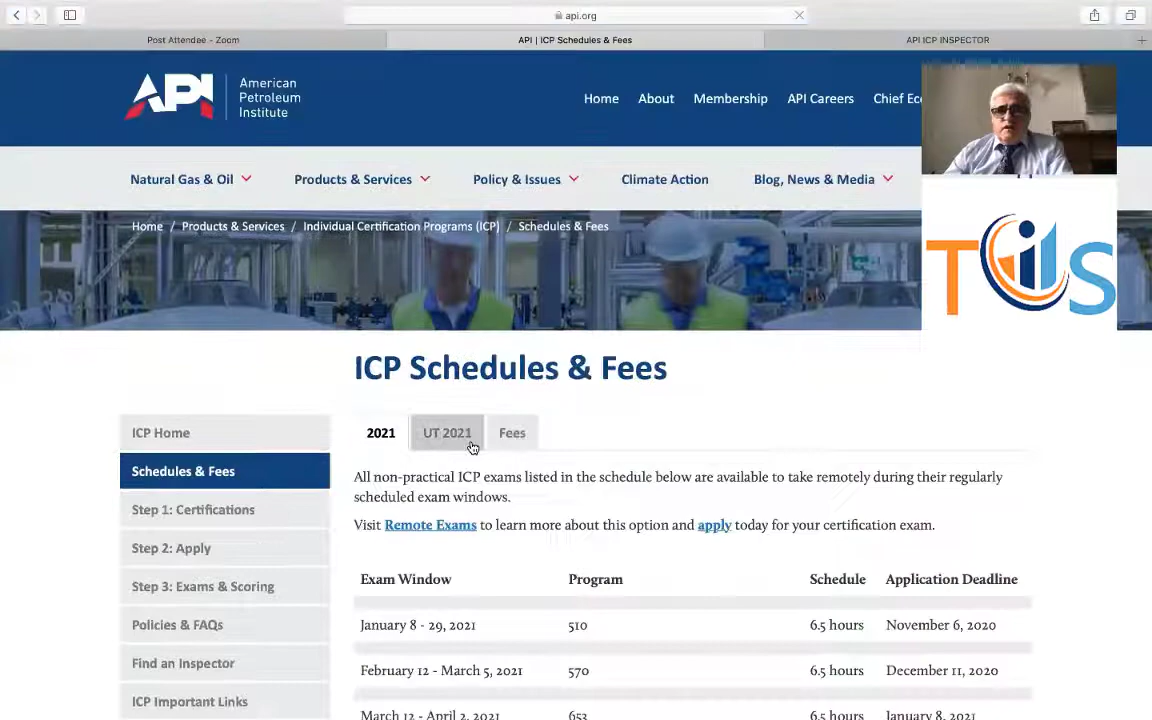 api.org
Post Attendee - Zoom
API | ICP Schedules & Fees
API ICP INSPECTOR
API
American
Petroleum
Institute
Home
About
Membership
API Careers
Chief Eco
Natural Gas & Oil
Products & Services
Policy & Issues
Climate Action
Blog, News & Media
Home / Products & Services / Individual Certification Programs (ICP) / Schedules & Fees
TIIS
ICP Schedules & Fees
ICP Home
Schedules & Fees
Step 1: Certifications
Step 2: Apply
Step 3: Exams & Scoring
Policies & FAQs
Find an Inspector
ICP Important Links
2021
UT 2021
Fees
All non-practical ICP exams listed in the schedule below are available to take remotely during their regularly
scheduled exam windows.
Visit Remote Exams to learn more about this option and apply today for your certification exam.
Exam Window Program Schedule Application Deadline
January 8 - 29, 2021 510 6.5 hours November 6, 2020
February 12 - March 5, 2021 570 6.5 hours December 11, 2020
March 12 - April 2, 2021 653 6.5 hours January 8, 2021